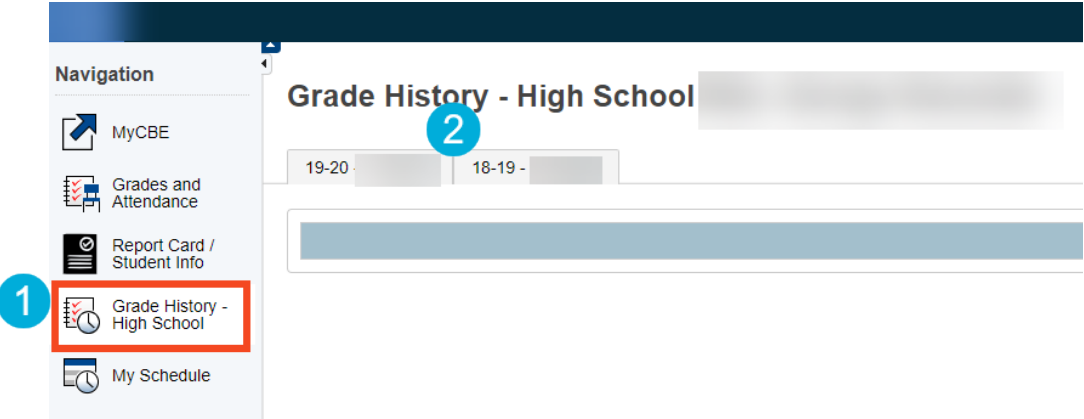 Navigation
MyCBE
Grades and
Attendance
Report Card /
Student Info
1
Grade History -
High School
My Schedule
Grade History - High School
2
19-20 -
18-19 -